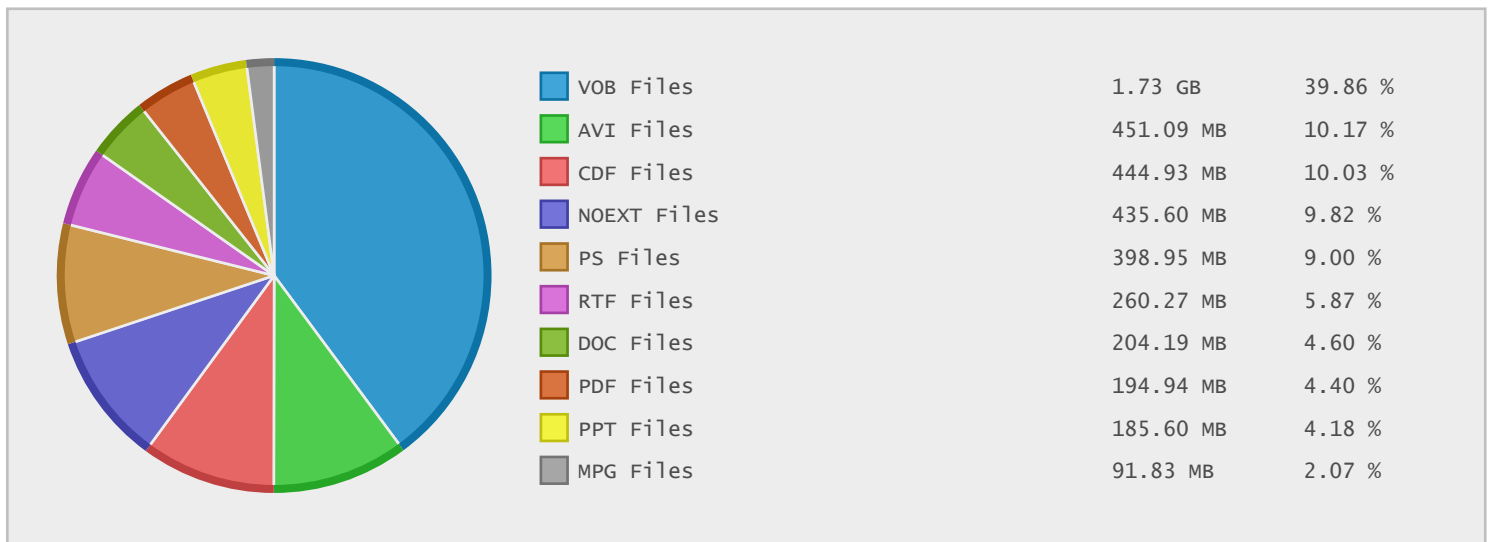 VOB Files 1.73 GB 39.86 %
AVI Files 451.09 MB 10.17 %
CDF Files 444.93 MB 10.03 %
NOEXT Files 435.60 MB 9.82 %
PS Files 398.95 MB 9.00 %
RTF Files 260.27 MB 5.87 %
DOC Files 204.19 MB 4.60 %
PDF Files 194.94 MB 4.40 %
PPT Files 185.60 MB 4.18 %
MPG Files 91.83 MB 2.07 %